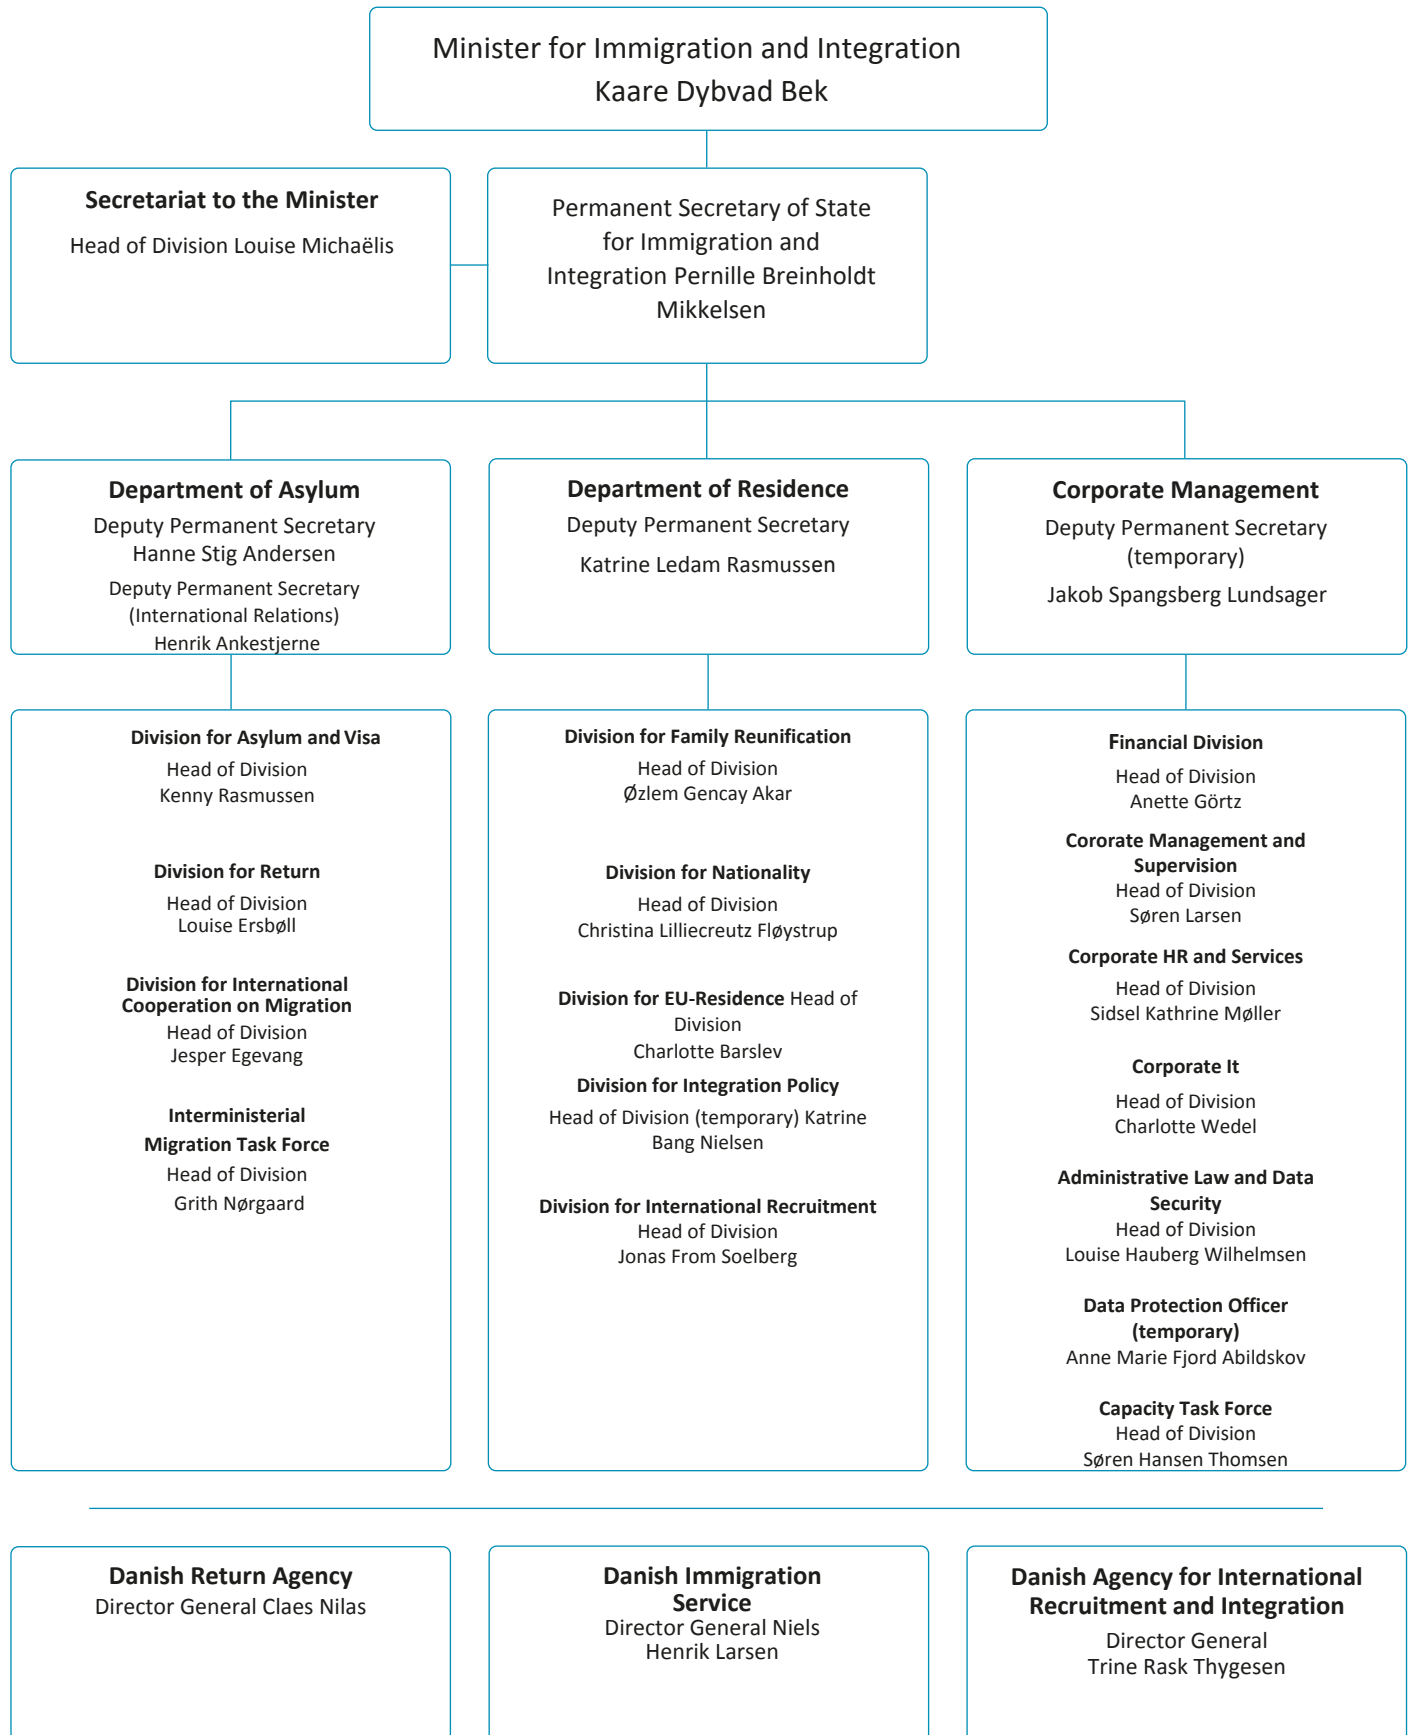 Minister for Immigration and Integration
Kaare Dybvad Bek
Secretariat to the Minister
Head of Division Louise Michaëlis
Permanent Secretary of State
for Immigration and
Integration Pernille Breinholdt
Mikkelsen
Department of Asylum
Deputy Permanent Secretary
Hanne Stig Andersen
Deputy Permanent Secretary
(International Relations)
Henrik Ankestjerne
Department of Residence
Deputy Permanent Secretary
Katrine Ledam Rasmussen
Corporate Management
Deputy Permanent Secretary
(temporary)
Jakob Spangsberg Lundsager
Division for Asylum and Visa
Head of Division
Kenny Rasmussen
Division for Return
Head of Division
Louise Ersbøll
Division for International
Cooperation on Migration
Head of Division
Jesper Egevang
Interministerial
Migration Task Force
Head of Division
Grith Nørgaard
Division for Family Reunification
Head of Division
Øzlem Gencay Akar
Division for Nationality
Head of Division
Christina Lilliecreutz Fløystrup
Division for EU-Residence Head of
Division
Charlotte Barslev
Division for Integration Policy
Head of Division (temporary) Katrine
Bang Nielsen
Division for International Recruitment
Head of Division
Jonas From Soelberg
Financial Division
Head of Division
Anette Görtz
Cororate Management and
Supervision
Head of Division
Søren Larsen
Corporate HR and Services
Head of Division
Sidsel Kathrine Møller
Corporate It
Head of Division
Charlotte Wedel
Administrative Law and Data
Security
Head of Division
Louise Hauberg Wilhelmsen
Data Protection Officer
(temporary)
Anne Marie Fjord Abildskov
Capacity Task Force
Head of Division
Søren Hansen Thomsen
Danish Return Agency
Director General Claes Nilas
Danish Immigration
Service
Director General Niels
Henrik Larsen
Danish Agency for International
Recruitment and Integration
Director General
Trine Rask Thygesen